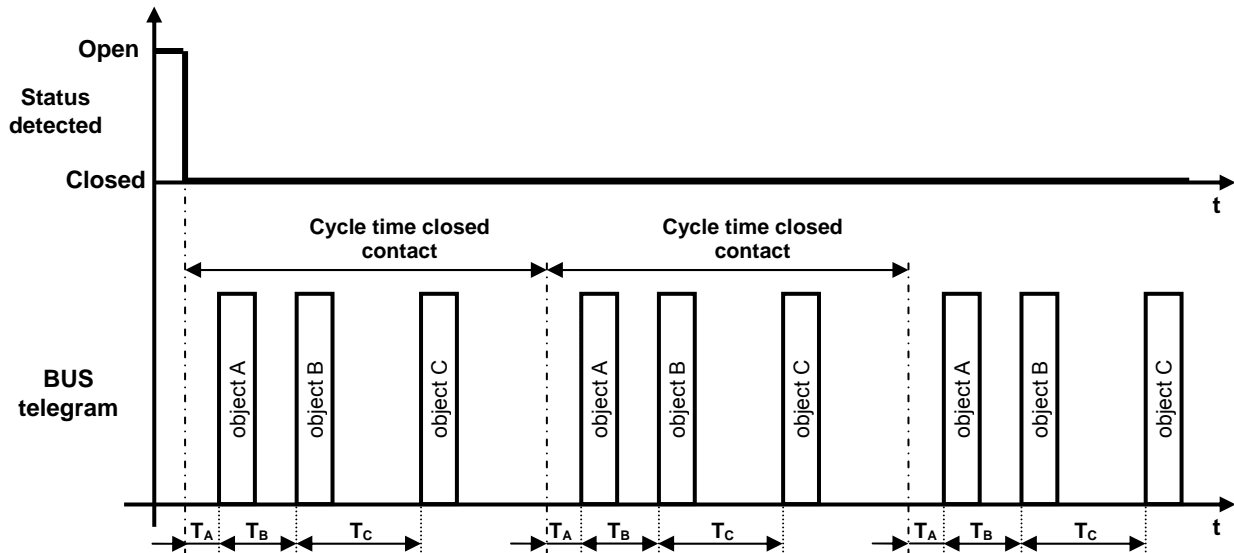 Open
Status
detected
Closed
t
Cycle time closed
contact
Cycle time closed
contact
BUS
telegram
object A
object B
object C
object A
object B
object C
object A
object B
object C
t
TA
TB
TC
TA
TB
TC
TA
TB
TC